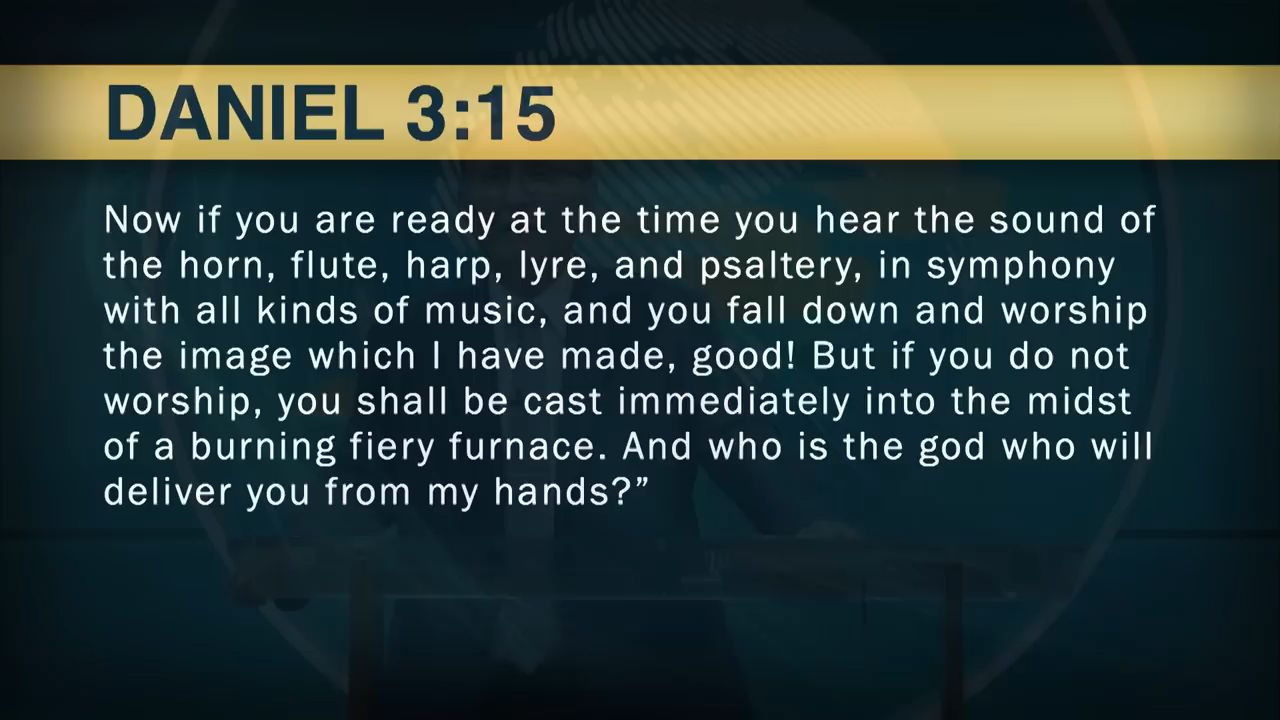 DANIEL 3:15
Now if you are ready at the time you hear the sound of
the horn, flute, harp, lyre, and psaltery, in symphony
with all kinds of music, and you fall down and worship
the image which I have made, good! But if you do not
worship, you shall be cast immediately into the midst
of a burning fiery furnace. And who is the god who will
deliver you from my hands?”